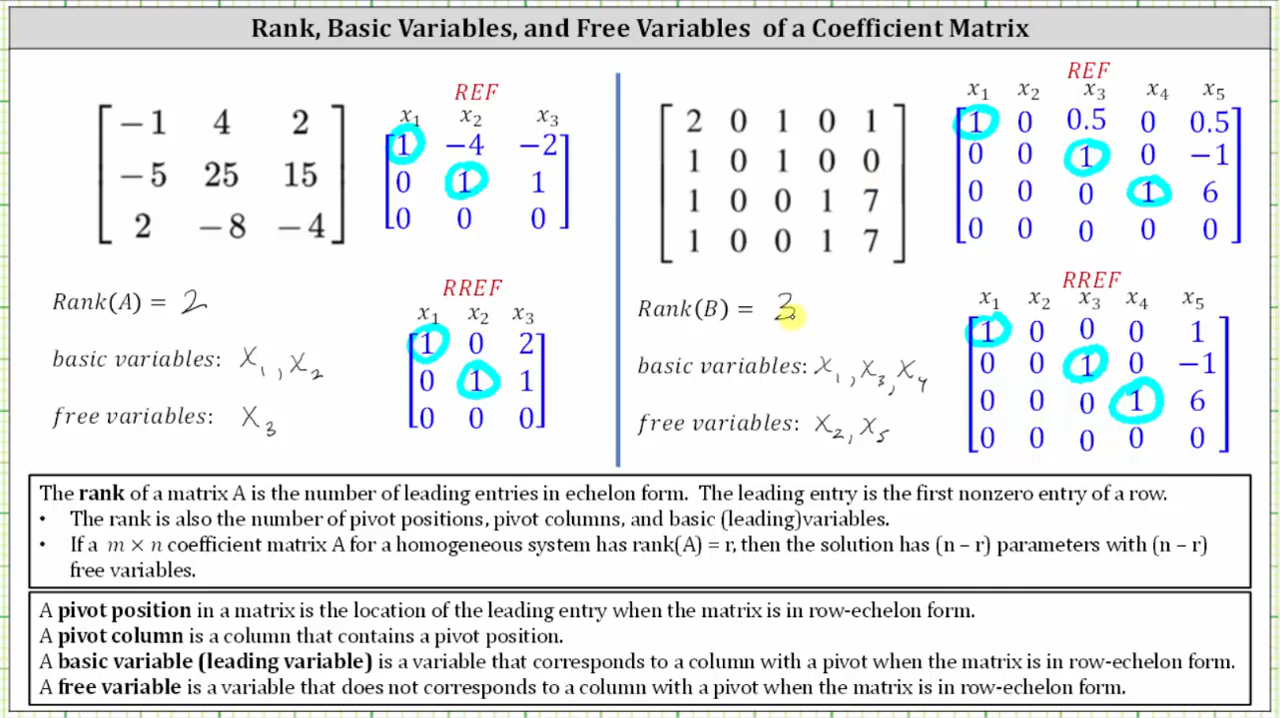 Rank, Basic Variables, and Free Variables of a Coefficient Matrix
−1 4 2
−5 25 15
2 −8 −4
REF
x₁ x₂ x₃
1 −4 −2
0 1 1
0 0 0
Rank(A) = 2
basic variables: x₁, x₂
free variables: x₃
RREF
x₁ x₂ x₃
1 0 2
0 1 1
0 0 0
2 0 1 0 1
1 0 1 0 0
1 0 0 1 7
1 0 0 1 7
REF
x₁ x₂ x₃ x₄ x₅
1 0 0.5 0 0.5
0 0 1 0 −1
0 0 0 1 6
0 0 0 0 0
Rank(B) = 3
basic variables: x₁, x₃, x₄
free variables: x₂, x₅
RREF
x₁ x₂ x₃ x₄ x₅
1 0 0 0 1
0 0 1 0 −1
0 0 0 1 6
0 0 0 0 0
The rank of a matrix A is the number of leading entries in echelon form. The leading entry is the first nonzero entry of a row.
• The rank is also the number of pivot positions, pivot columns, and basic (leading)variables.
• If a m × n coefficient matrix A for a homogeneous system has rank(A) = r, then the solution has (n – r) parameters with (n – r)
free variables.
A pivot position in a matrix is the location of the leading entry when the matrix is in row-echelon form.
A pivot column is a column that contains a pivot position.
A basic variable (leading variable) is a variable that corresponds to a column with a pivot when the matrix is in row-echelon form.
A free variable is a variable that does not corresponds to a column with a pivot when the matrix is in row-echelon form.